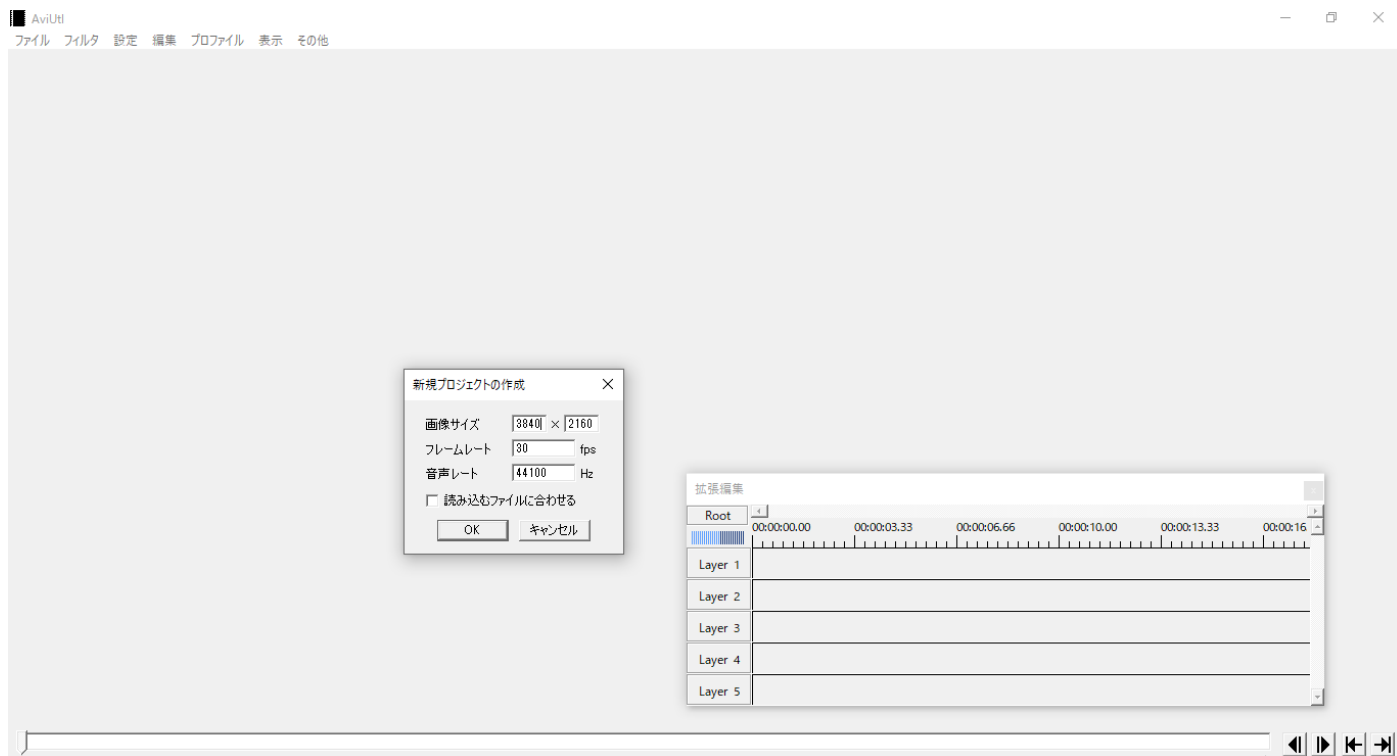 AviUtl
ファイル フィルタ 設定 編集 プロファイル 表示 その他
新規プロジェクトの作成
画像サイズ 3840 × 2160
フレームレート 30 fps
音声レート 44100 Hz
読み込むファイルに合わせる
OK キャンセル
拡張編集
Root
00:00:00.00 00:00:03.33 00:00:06.66 00:00:10.00 00:00:13.33 00:00:16
Layer 1
Layer 2
Layer 3
Layer 4
Layer 5